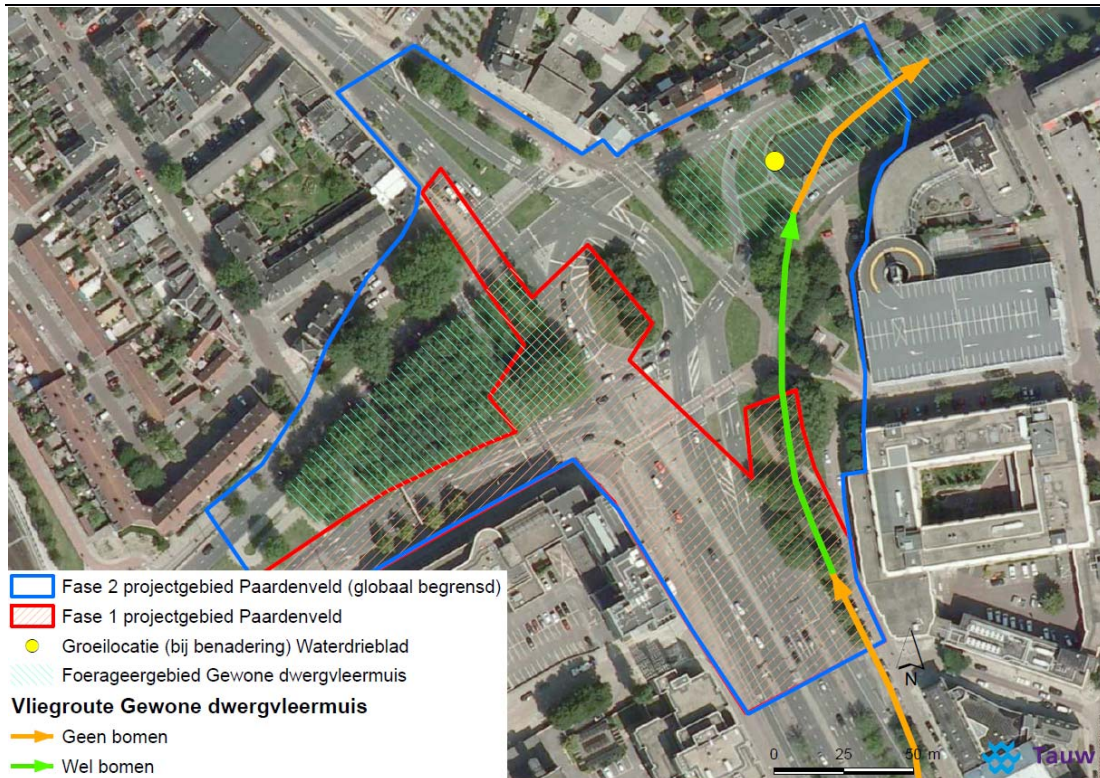 Fase 2 projectgebied Paardenveld (globaal begrensd)
Fase 1 projectgebied Paardenveld
Groeilocatie (bij benadering) Waterdrieblad
Foerageergebied Gewone dwergvleermuis
Vliegroute Gewone dwergvleermuis
Geen bomen
Wel bomen
N
0 25 50 m
Tauw